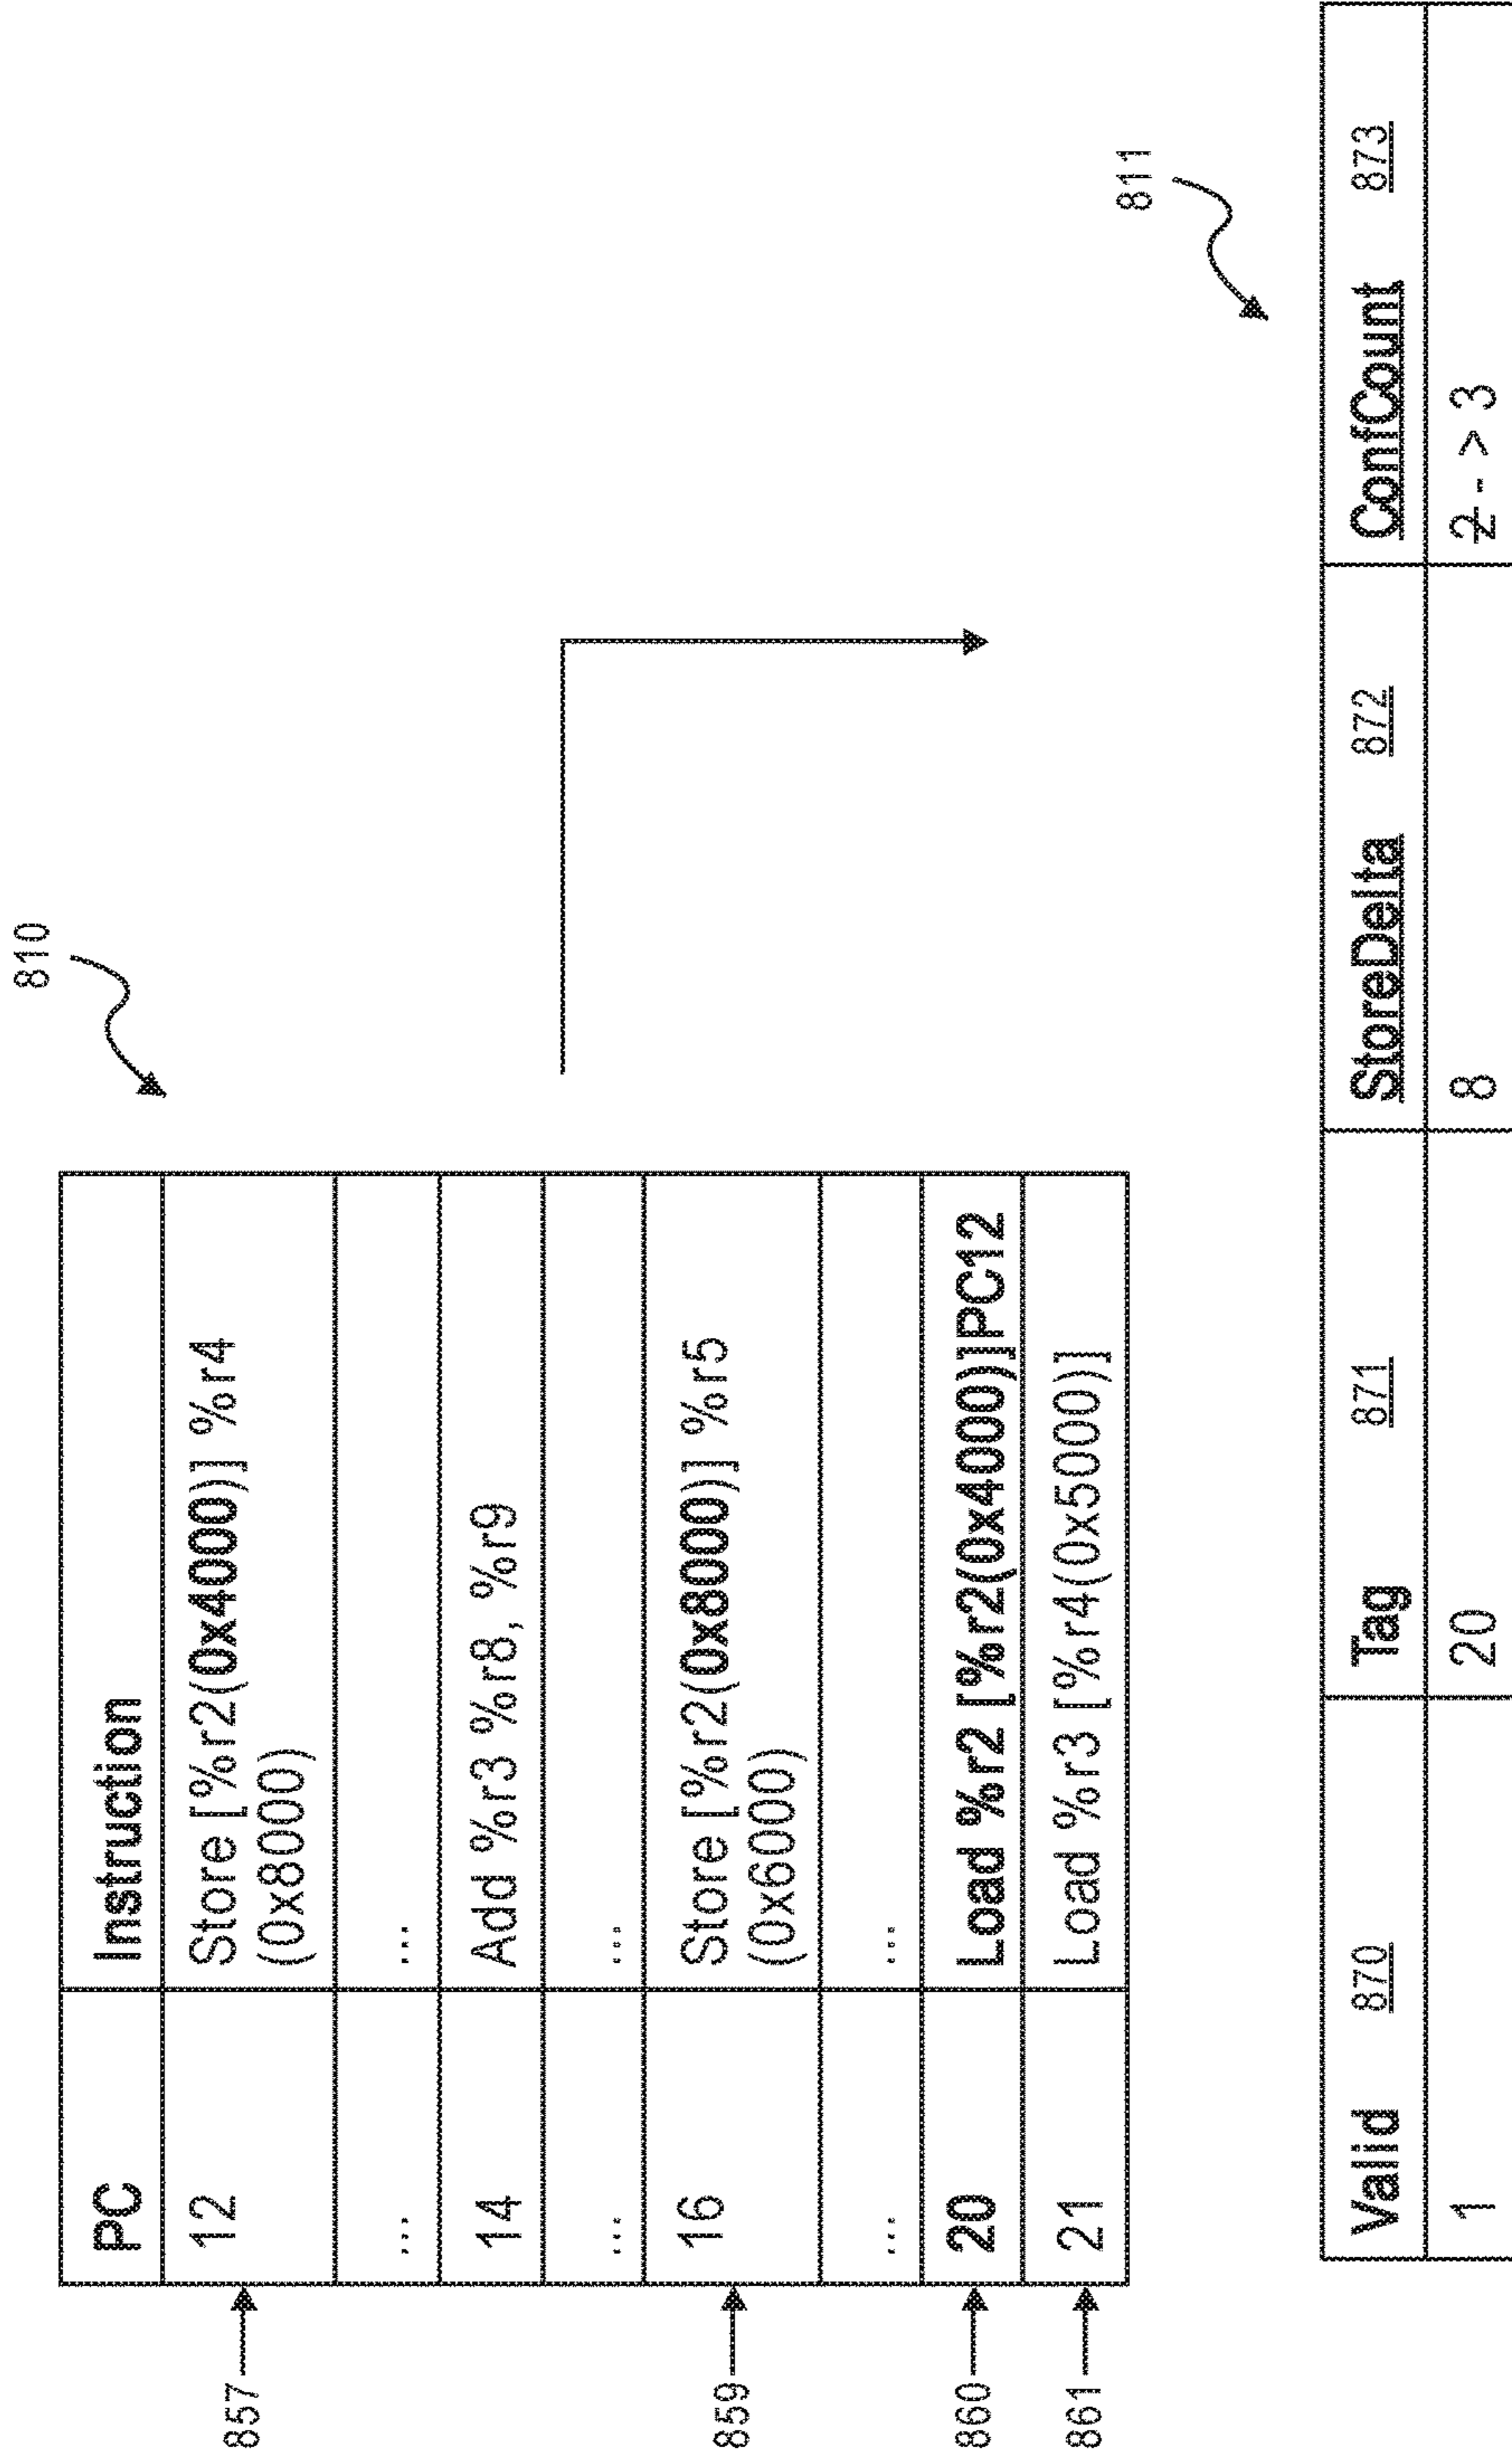 810
PC Instruction
857 12 Store [%r2(0x4000)] %r4
(0x8000)
... ...
14 Add %r3 %r8, %r9
... ...
859 16 Store [%r2(0x8000)] %r5
(0x6000)
... ...
860 20 Load %r2 [%r2(0x4000)]PC12
861 21 Load %r3 [%r4(0x5000)]
811
Valid 870 Tag 871 StoreDelta 872 ConfCount 873
1 20 8 2 - > 3